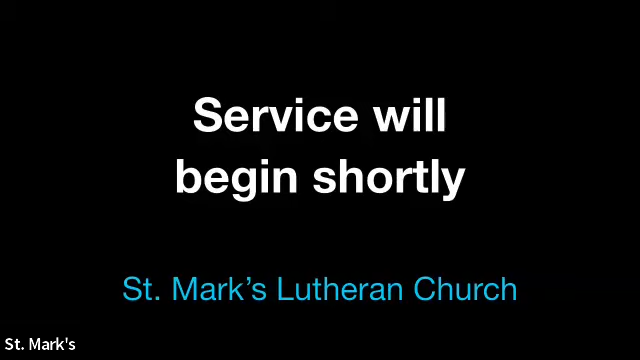 Service will
begin shortly
St. Mark’s Lutheran Church
St. Mark's